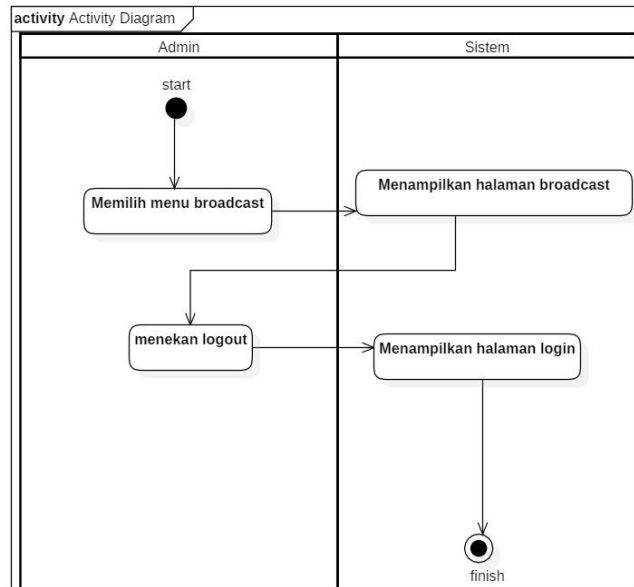 activity Activity Diagram
Admin
Sistem
start
Memilih menu broadcast
Menampilkan halaman broadcast
menekan logout
Menampilkan halaman login
finish